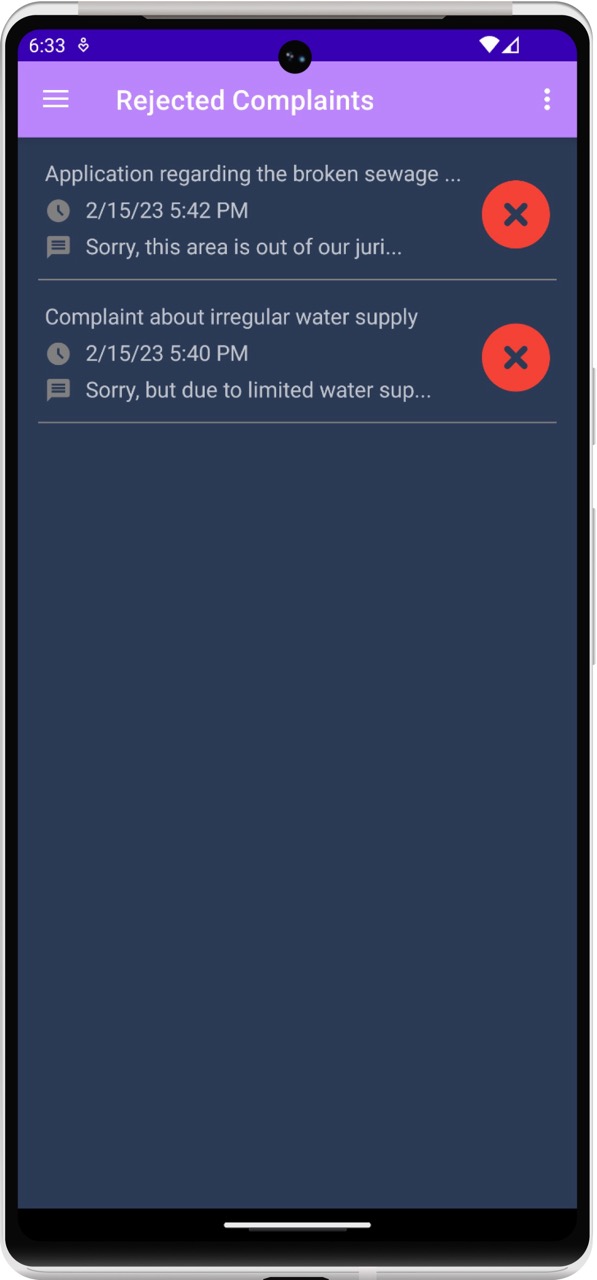 6:33
Rejected Complaints
Application regarding the broken sewage ...
2/15/23 5:42 PM
Sorry, this area is out of our juri...
Complaint about irregular water supply
2/15/23 5:40 PM
Sorry, but due to limited water sup...